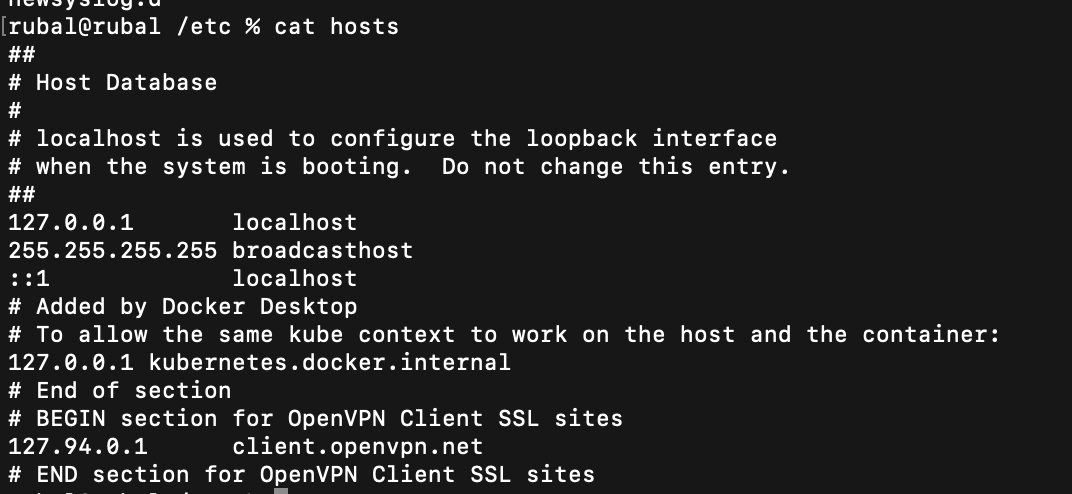 newsyslog.d
[rubal@rubal /etc % cat hosts
##
# Host Database
#
# localhost is used to configure the loopback interface
# when the system is booting.  Do not change this entry.
##
127.0.0.1       localhost
255.255.255.255 broadcasthost
::1             localhost
# Added by Docker Desktop
# To allow the same kube context to work on the host and the container:
127.0.0.1 kubernetes.docker.internal
# End of section
# BEGIN section for OpenVPN Client SSL sites
127.94.0.1      client.openvpn.net
# END section for OpenVPN Client SSL sites